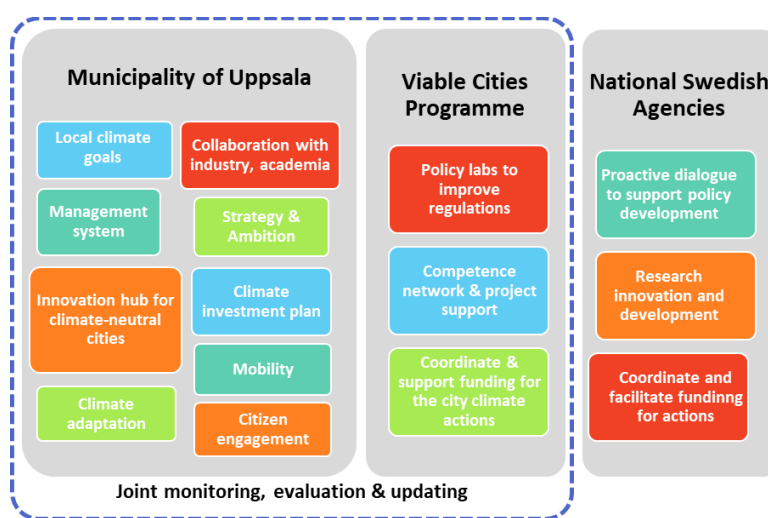 Municipality of Uppsala
Local climate
goals
Collaboration with
industry, academia
Management
system
Strategy &
Ambition
Innovation hub for
climate-neutral
cities
Climate
investment plan
Mobility
Climate
adaptation
Citizen
engagement
Viable Cities
Programme
Policy labs to
improve
regulations
Competence
network & project
support
Coordinate &
support funding for
the city climate
actions
National Swedish
Agencies
Proactive dialogue
to support policy
development
Research
innovation and
development
Coordinate and
facilitate fundinng
for actions
Joint monitoring, evaluation & updating